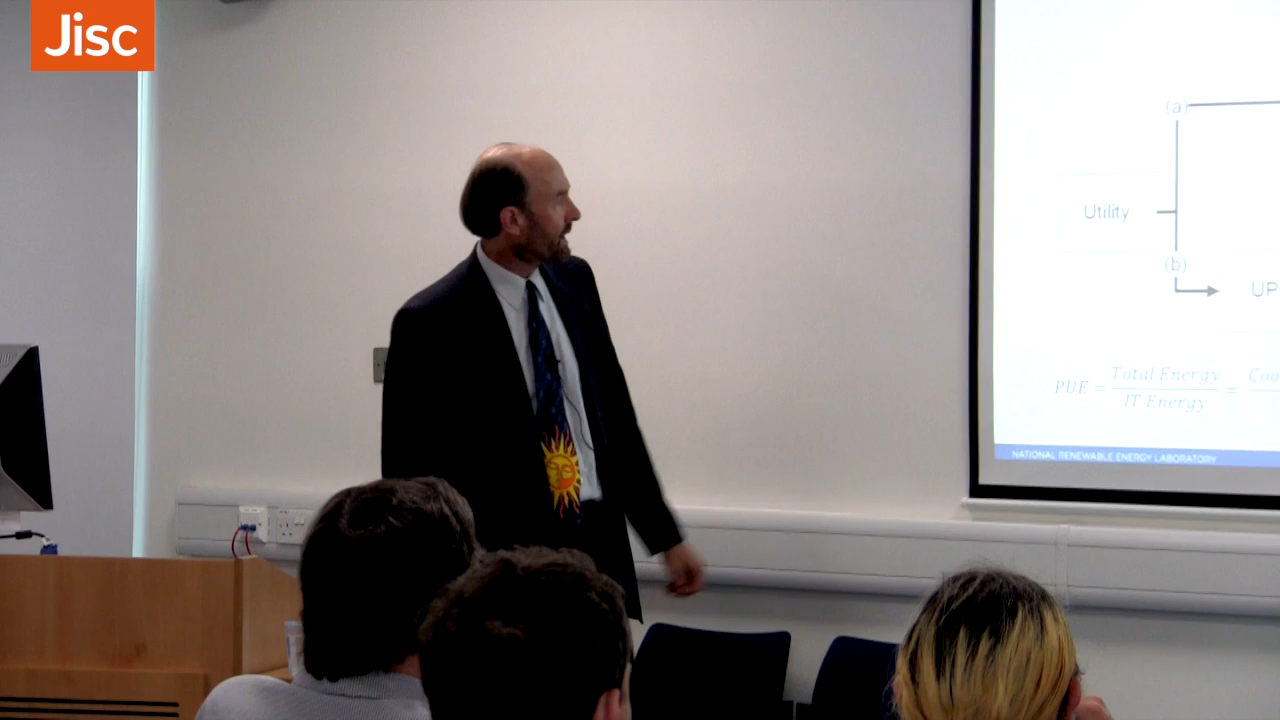 Jisc
(a)
Utility
(b)
UP
PUE = Total Energy / IT Energy = Coo
NATIONAL RENEWABLE ENERGY LABORATORY